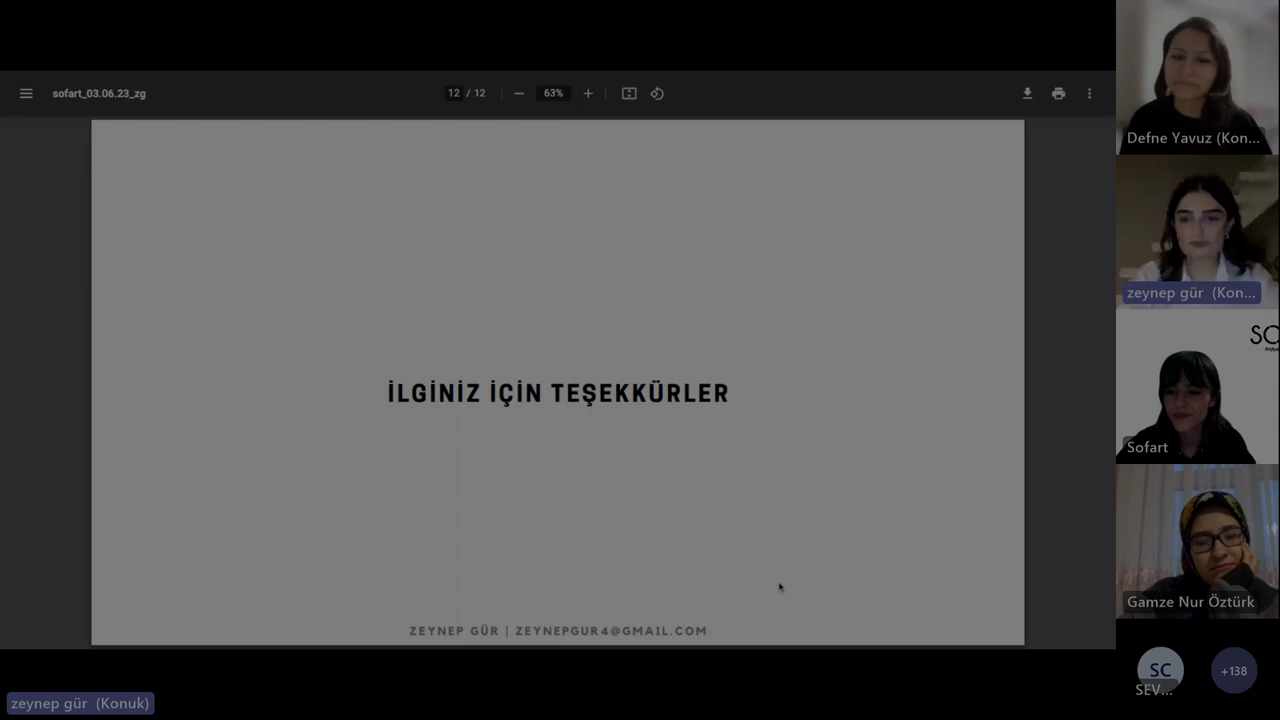 sofart_03.06.23_zg
12 / 12
63%
İLGİNİZ İÇİN TEŞEKKÜRLER
ZEYNEP GÜR | ZEYNEPGUR4@GMAIL.COM
zeynep gür (Konuk)
Defne Yavuz (Kon...
zeynep gür (Kon...
SO
Sofart
Gamze Nur Öztürk
SC
SEV...
+138